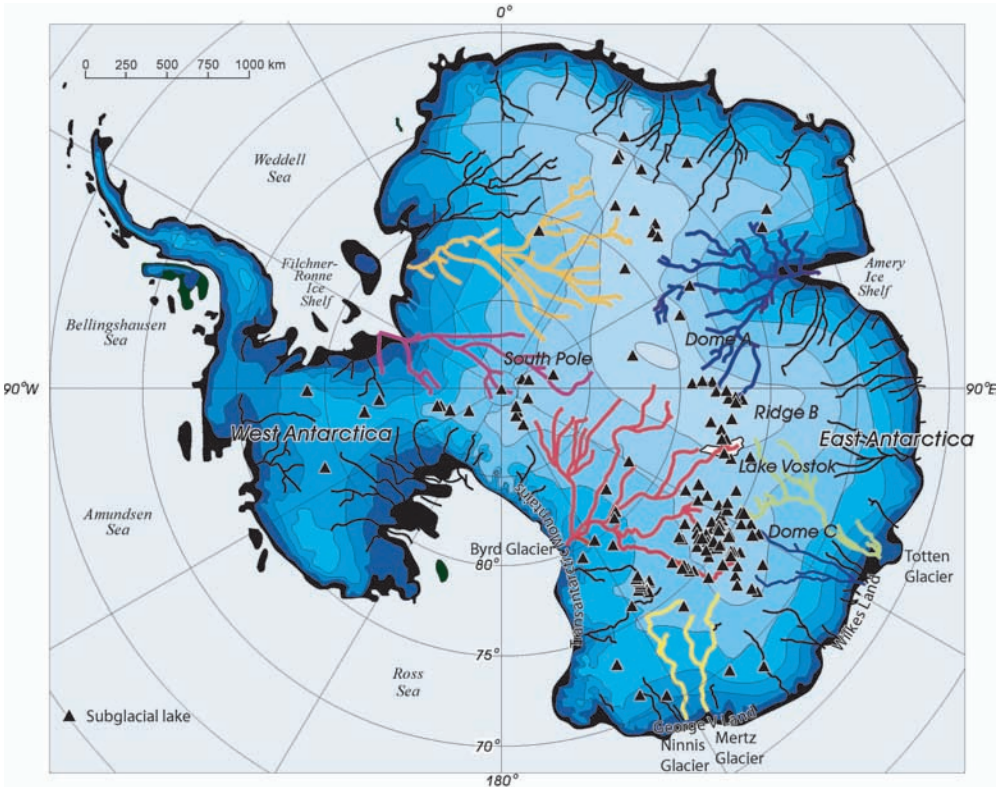 0°
0 250 500 750 1000 km
Weddell
Sea
Filchner-
Ronne
Ice
Shelf
Amery
Ice
Shelf
Bellingshausen
Sea
Dome A
South Pole
90°W
90°E
Ridge B
West Antarctica
East Antarctica
Lake Vostok
Amundsen
Sea
Transantarctic Mountains
Dome C
Byrd Glacier
Totten
Glacier
80°
Wilkes Land
75°
Ross
Sea
Subglacial lake
George V Land
Ninnis
Glacier
Mertz
Glacier
70°
180°